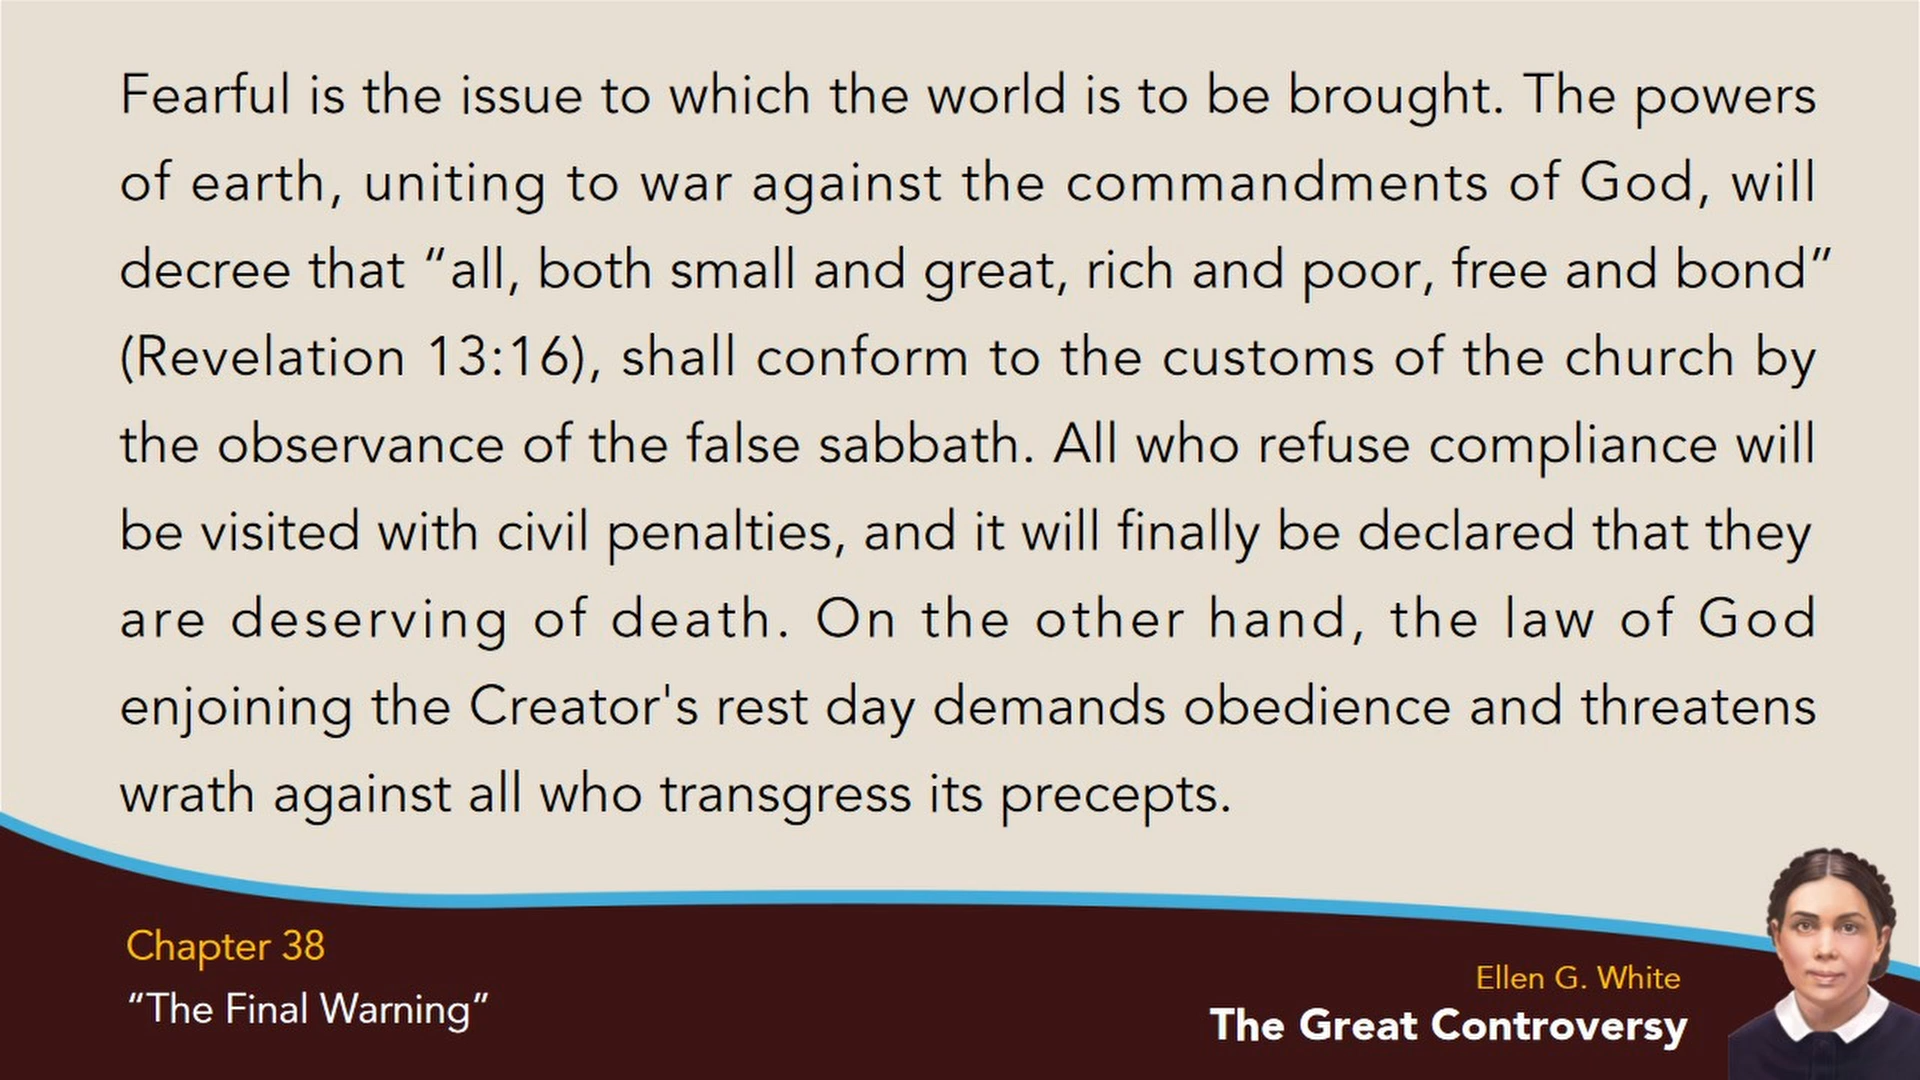 Fearful is the issue to which the world is to be brought. The powers
of earth, uniting to war against the commandments of God, will
decree that “all, both small and great, rich and poor, free and bond”
(Revelation 13:16), shall conform to the customs of the church by
the observance of the false sabbath. All who refuse compliance will
be visited with civil penalties, and it will finally be declared that they
are deserving of death. On the other hand, the law of God
enjoining the Creator's rest day demands obedience and threatens
wrath against all who transgress its precepts.
Chapter 38
“The Final Warning”
Ellen G. White
The Great Controversy